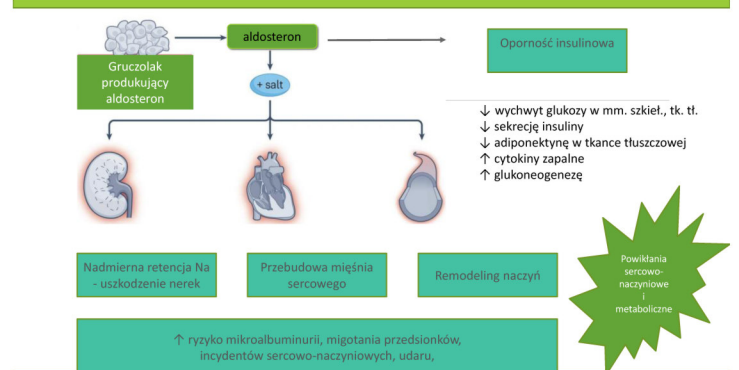 aldosteron
Gruczolak
produkujący
aldosteron
+ salt
Oporność insulinowa
↓ wychwyt glukozy w mm. szkieł., tk. tł.
↓ sekrecję insuliny
↓ adiponektynę w tkance tłuszczowej
↑ cytokiny zapalne
↑ glukoneogenezę
Nadmierna retencja Na
- uszkodzenie nerek
Przebudowa mięśnia
sercowego
Remodeling naczyń
Powikłania
sercowo-
naczyniowe
i
metaboliczne
↑ ryzyko mikroalbuminurii, migotania przedsionków,
incydentów sercowo-naczyniowych, udaru,